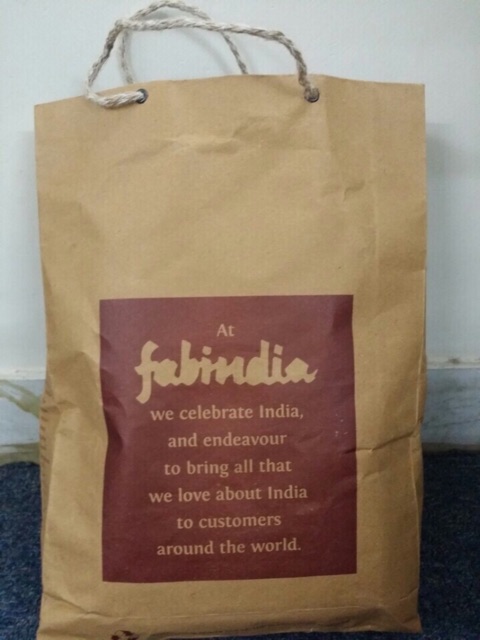 At
fabindia
we celebrate India,
and endeavour
to bring all that
we love about India
to customers
around the world.